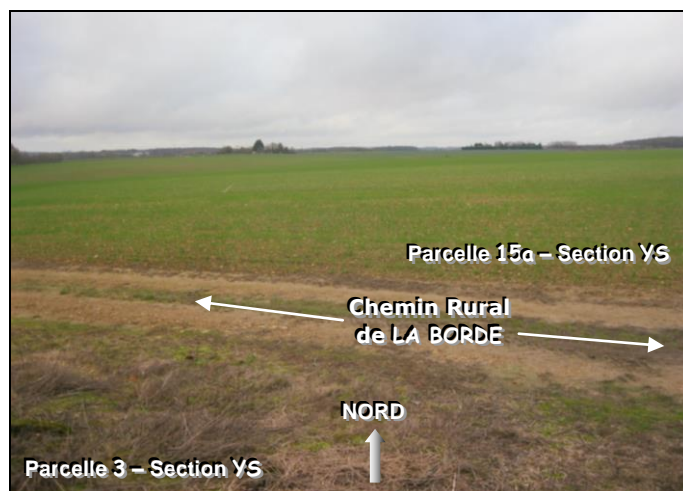 Parcelle 15a – Section YS
Chemin Rural
de LA BORDE
NORD
Parcelle 3 – Section YS